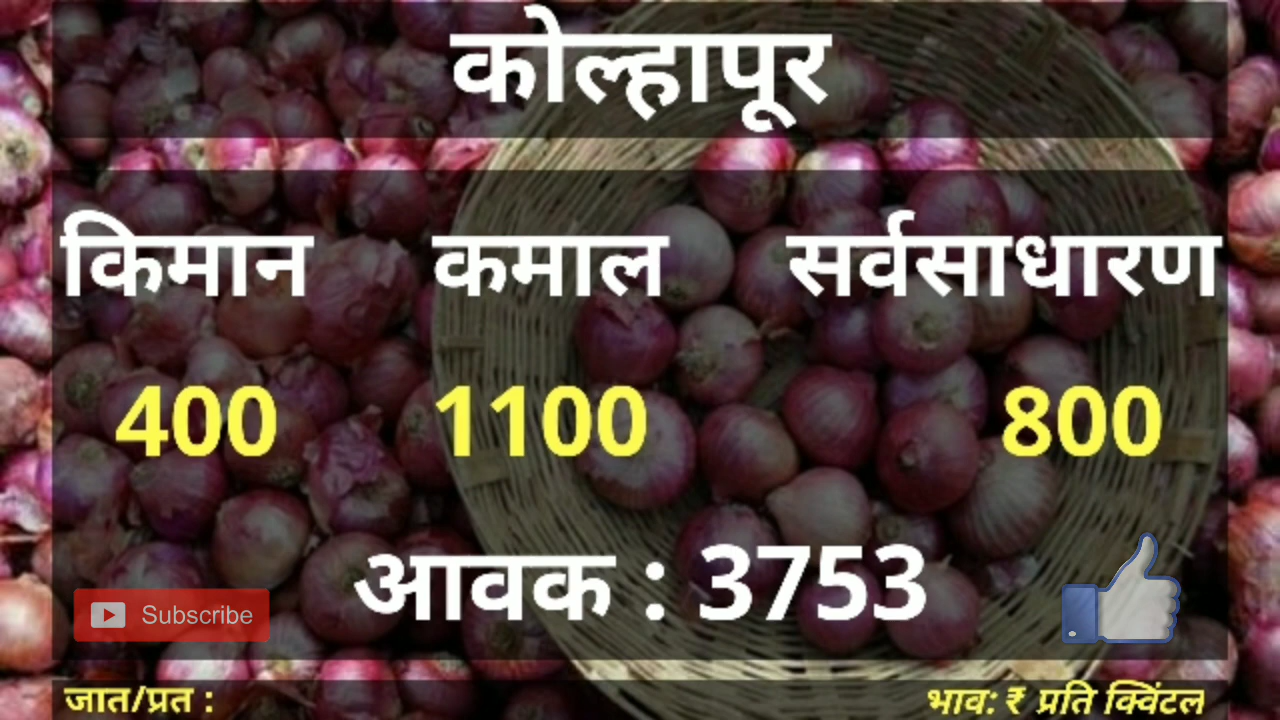 कोल्हापूर
किमान कमाल सर्वसाधारण
400 1100 800
आवक : 3753
Subscribe
जात/प्रत : भाव: ₹ प्रति क्विंटल